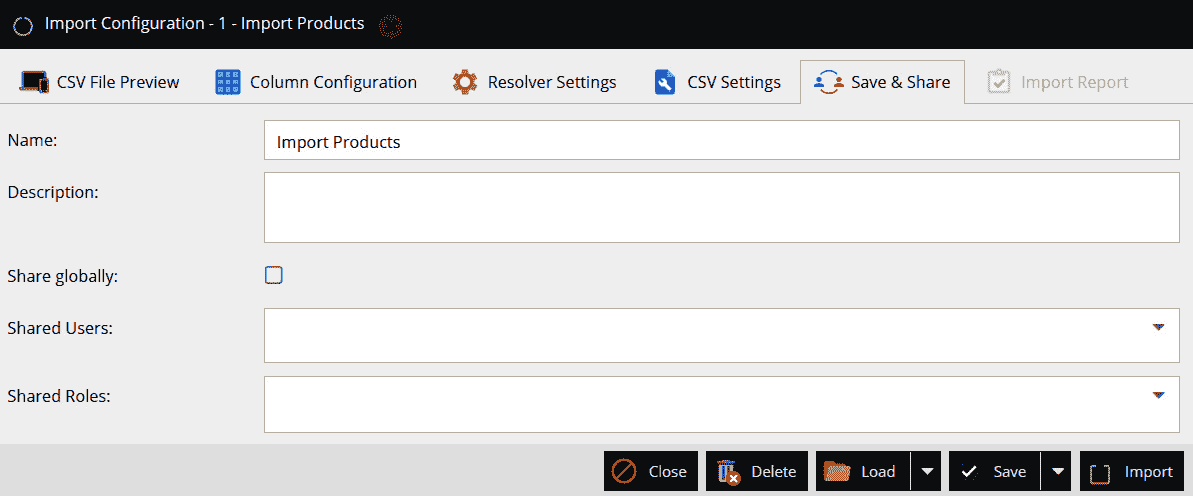 Import Configuration - 1 - Import Products
CSV File Preview Column Configuration Resolver Settings CSV Settings Save & Share Import Report
Name: Import Products
Description:
Share globally:
Shared Users:
Shared Roles:
Close Delete Load Save Import